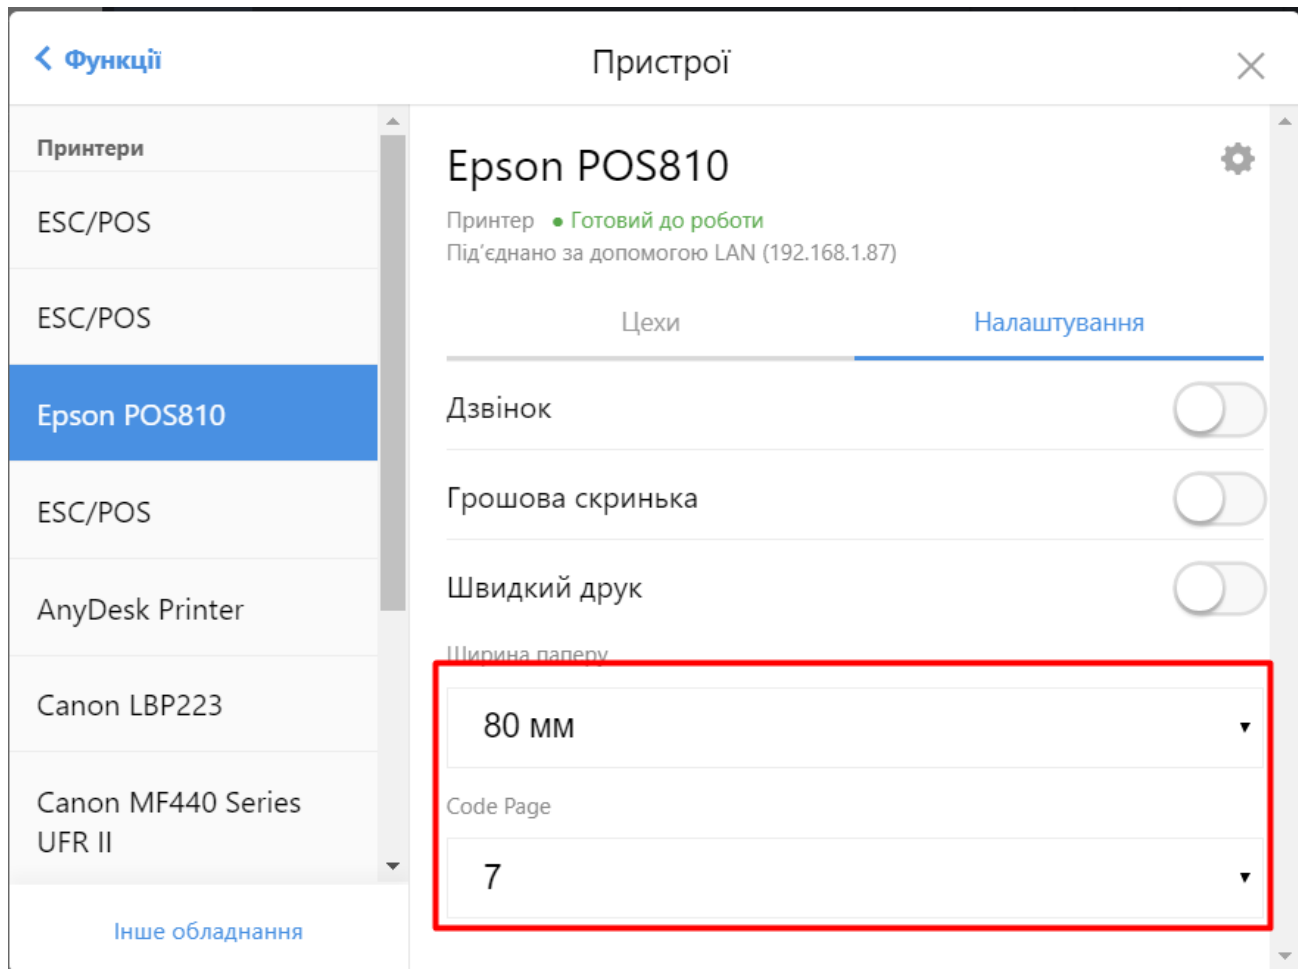 Функції
Пристрої
Принтери
ESC/POS
ESC/POS
Epson POS810
ESC/POS
AnyDesk Printer
Canon LBP223
Canon MF440 Series
UFR II
Інше обладнання
Epson POS810
Принтер ● Готовий до роботи
Під’єднано за допомогою LAN (192.168.1.87)
Цехи
Налаштування
Дзвінок
Грошова скринька
Швидкий друк
Ширина паперу
80 мм
Code Page
7